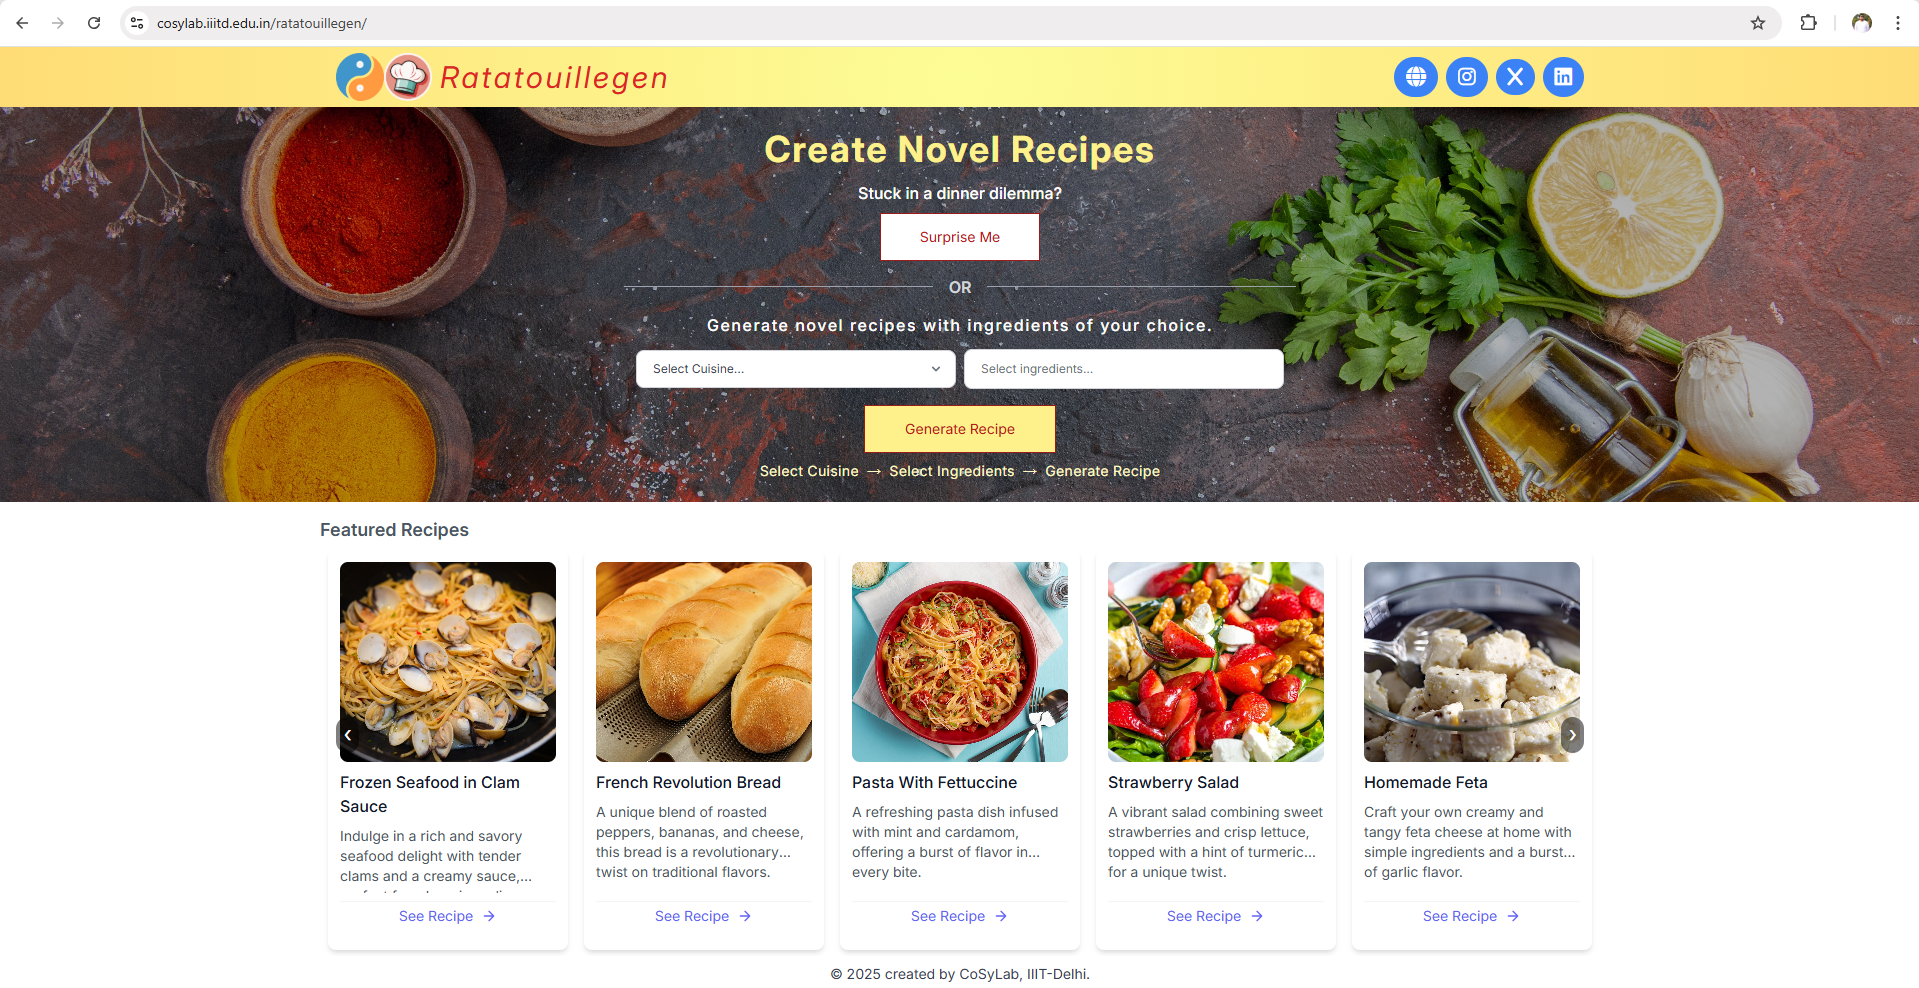 cosylab.iiitd.edu.in/ratatouillegen/
Ratatouillegen
Create Novel Recipes
Stuck in a dinner dilemma?
Surprise Me
OR
Generate novel recipes with ingredients of your choice.
Select Cuisine...
Select ingredients...
Generate Recipe
Select Cuisine → Select Ingredients → Generate Recipe
Featured Recipes
Frozen Seafood in Clam
Sauce
Indulge in a rich and savory
seafood delight with tender
clams and a creamy sauce,...
See Recipe →
French Revolution Bread
A unique blend of roasted
peppers, bananas, and cheese,
this bread is a revolutionary...
twist on traditional flavors.
See Recipe →
Pasta With Fettuccine
A refreshing pasta dish infused
with mint and cardamom,
offering a burst of flavor in...
every bite.
See Recipe →
Strawberry Salad
A vibrant salad combining sweet
strawberries and crisp lettuce,
topped with a hint of turmeric...
for a unique twist.
See Recipe →
Homemade Feta
Craft your own creamy and
tangy feta cheese at home with
simple ingredients and a burst...
of garlic flavor.
See Recipe →
© 2025 created by CoSyLab, IIIT-Delhi.